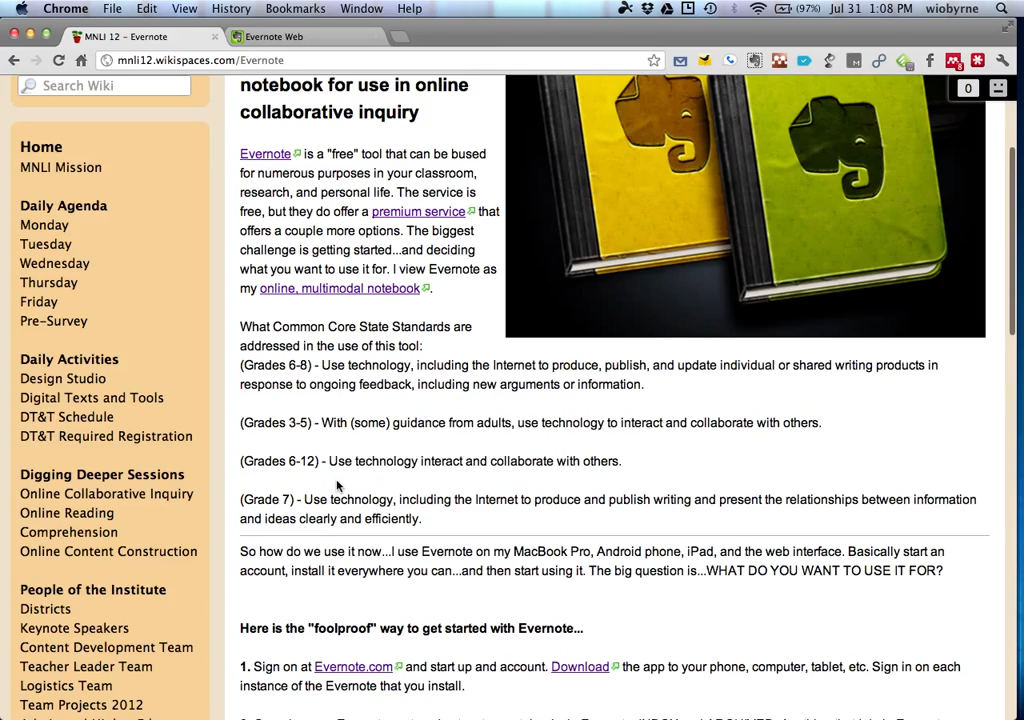 Chrome File Edit View History Bookmarks Window Help (97%) Jul 31 1:08 PM wiobyrne
MNLI 12 - Evernote
Evernote Web
mnli12.wikispaces.com/Evernote
Search Wiki
Home
MNLI Mission
Daily Agenda
Monday
Tuesday
Wednesday
Thursday
Friday
Pre-Survey
Daily Activities
Design Studio
Digital Texts and Tools
DT&T Schedule
DT&T Required Registration
Digging Deeper Sessions
Online Collaborative Inquiry
Online Reading
Comprehension
Online Content Construction
People of the Institute
Districts
Keynote Speakers
Content Development Team
Teacher Leader Team
Logistics Team
Team Projects 2012
notebook for use in online
collaborative inquiry
Evernote is a "free" tool that can be bused
for numerous purposes in your classroom,
research, and personal life. The service is
free, but they do offer a premium service that
offers a couple more options. The biggest
challenge is getting started...and deciding
what you want to use it for. I view Evernote as
my online, multimodal notebook.
What Common Core State Standards are
addressed in the use of this tool:
(Grades 6-8) - Use technology, including the Internet to produce, publish, and update individual or shared writing products in
response to ongoing feedback, including new arguments or information.
(Grades 3-5) - With (some) guidance from adults, use technology to interact and collaborate with others.
(Grades 6-12) - Use technology interact and collaborate with others.
(Grade 7) - Use technology, including the Internet to produce and publish writing and present the relationships between information
and ideas clearly and efficiently.
So how do we use it now...I use Evernote on my MacBook Pro, Android phone, iPad, and the web interface. Basically start an
account, install it everywhere you can...and then start using it. The big question is...WHAT DO YOU WANT TO USE IT FOR?
Here is the "foolproof" way to get started with Evernote...
1. Sign on at Evernote.com and start up and account. Download the app to your phone, computer, tablet, etc. Sign in on each
instance of the Evernote that you install.
0